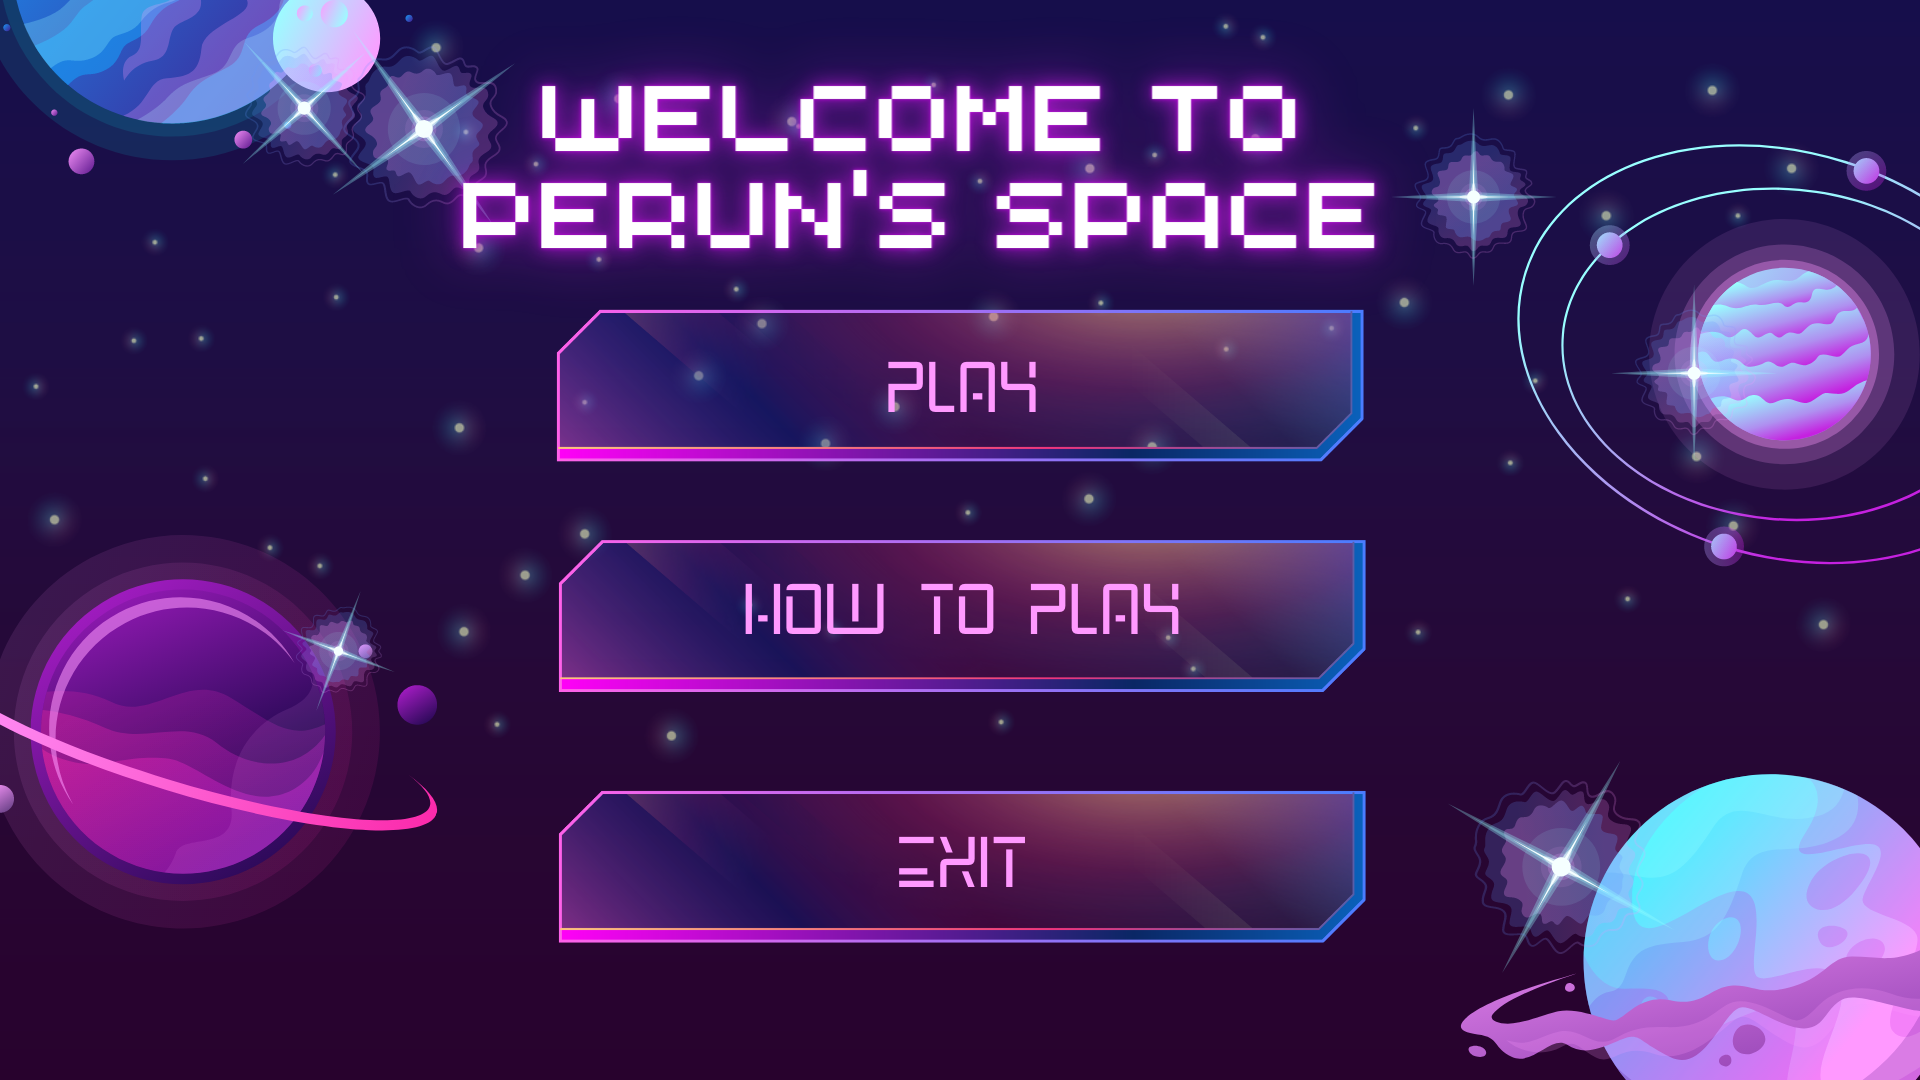 WELCOME TO
PERUN'S SPACE
PLAY
HOW TO PLAY
EXIT